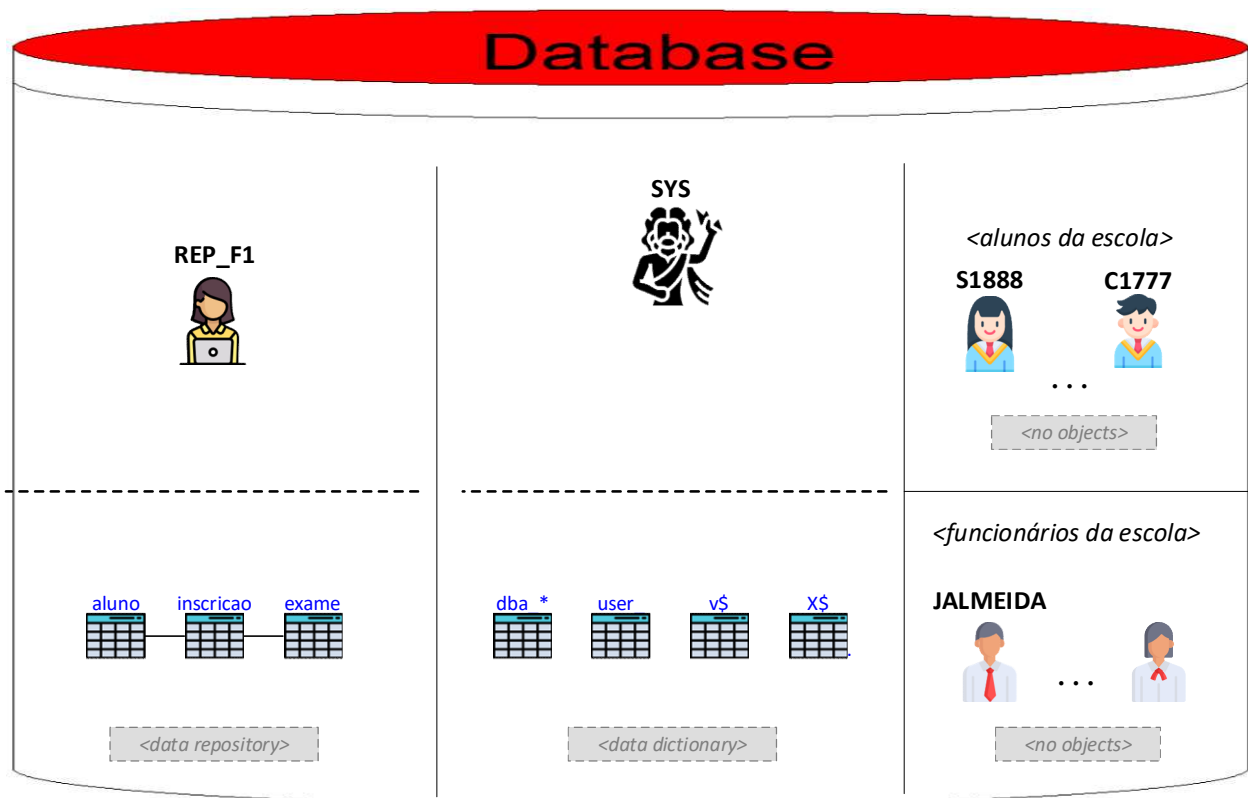 Database
REP_F1
SYS
<alunos da escola>
S1888 C1777
. . .
<no objects>
aluno inscricao exame
<data repository>
dba_* user_ v$ X$
.
<data dictionary>
<funcionários da escola>
JALMEIDA
. . .
<no objects>